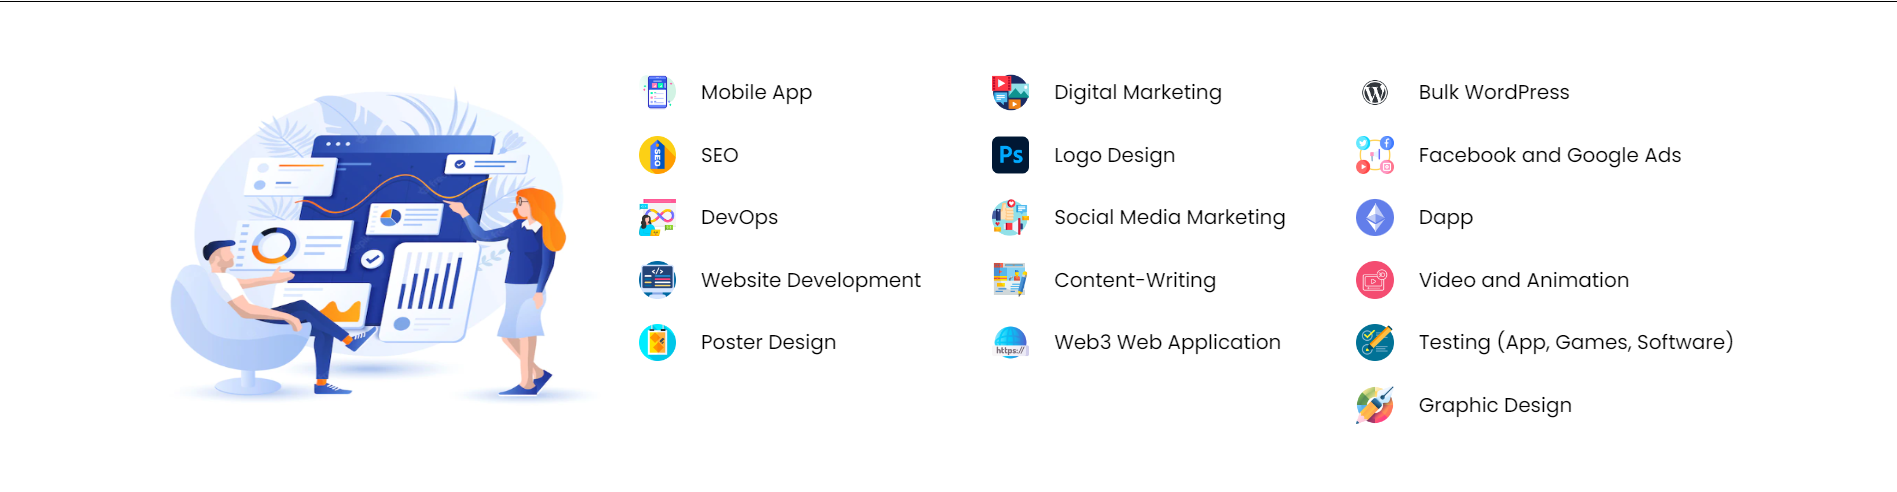 Mobile App
SEO
SEO
DevOps
</>
Website Development
Poster Design
Digital Marketing
Ps
Logo Design
Social Media Marketing
Content-Writing
https://
Web3 Web Application
Bulk WordPress
Facebook and Google Ads
Dapp
Video and Animation
Testing (App, Games, Software)
Graphic Design